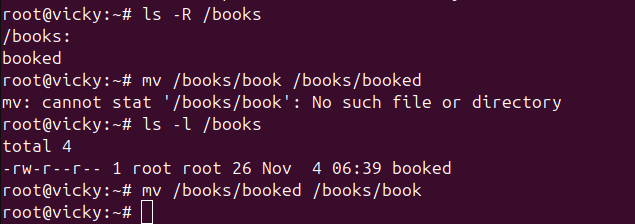 root@vicky:~# ls -R /books
/books:
booked
root@vicky:~# mv /books/book /books/booked
mv: cannot stat '/books/book': No such file or directory
root@vicky:~# ls -l /books
total 4
-rw-r--r-- 1 root root 26 Nov  4 06:39 booked
root@vicky:~# mv /books/booked /books/book
root@vicky:~#